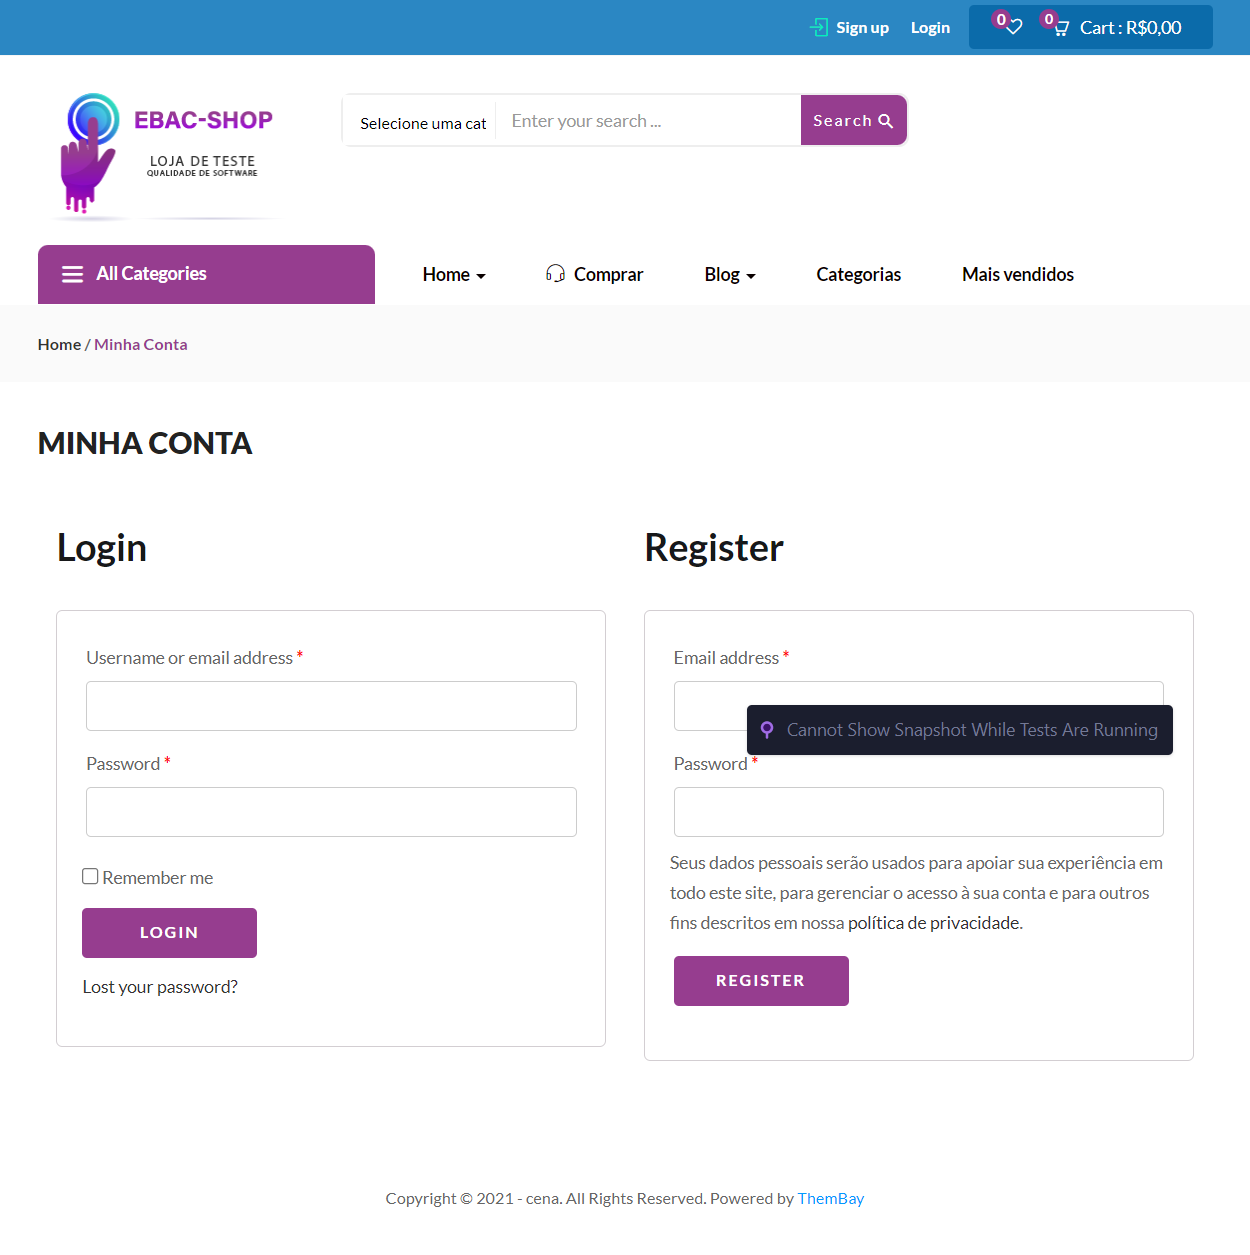 Sign up Login 0 0 Cart : R$0,00
EBAC-SHOP
LOJA DE TESTE
QUALIDADE DE SOFTWARE
Selecione uma cat Enter your search ... Search
All Categories Home Comprar Blog Categorias Mais vendidos
Home / Minha Conta
MINHA CONTA
Login
Username or email address *
Password *
Remember me
LOGIN
Lost your password?
Register
Email address *
Cannot Show Snapshot While Tests Are Running
Password *
Seus dados pessoais serão usados para apoiar sua experiência em
todo este site, para gerenciar o acesso à sua conta e para outros
fins descritos em nossa política de privacidade.
REGISTER
Copyright © 2021 - cena. All Rights Reserved. Powered by ThemBay